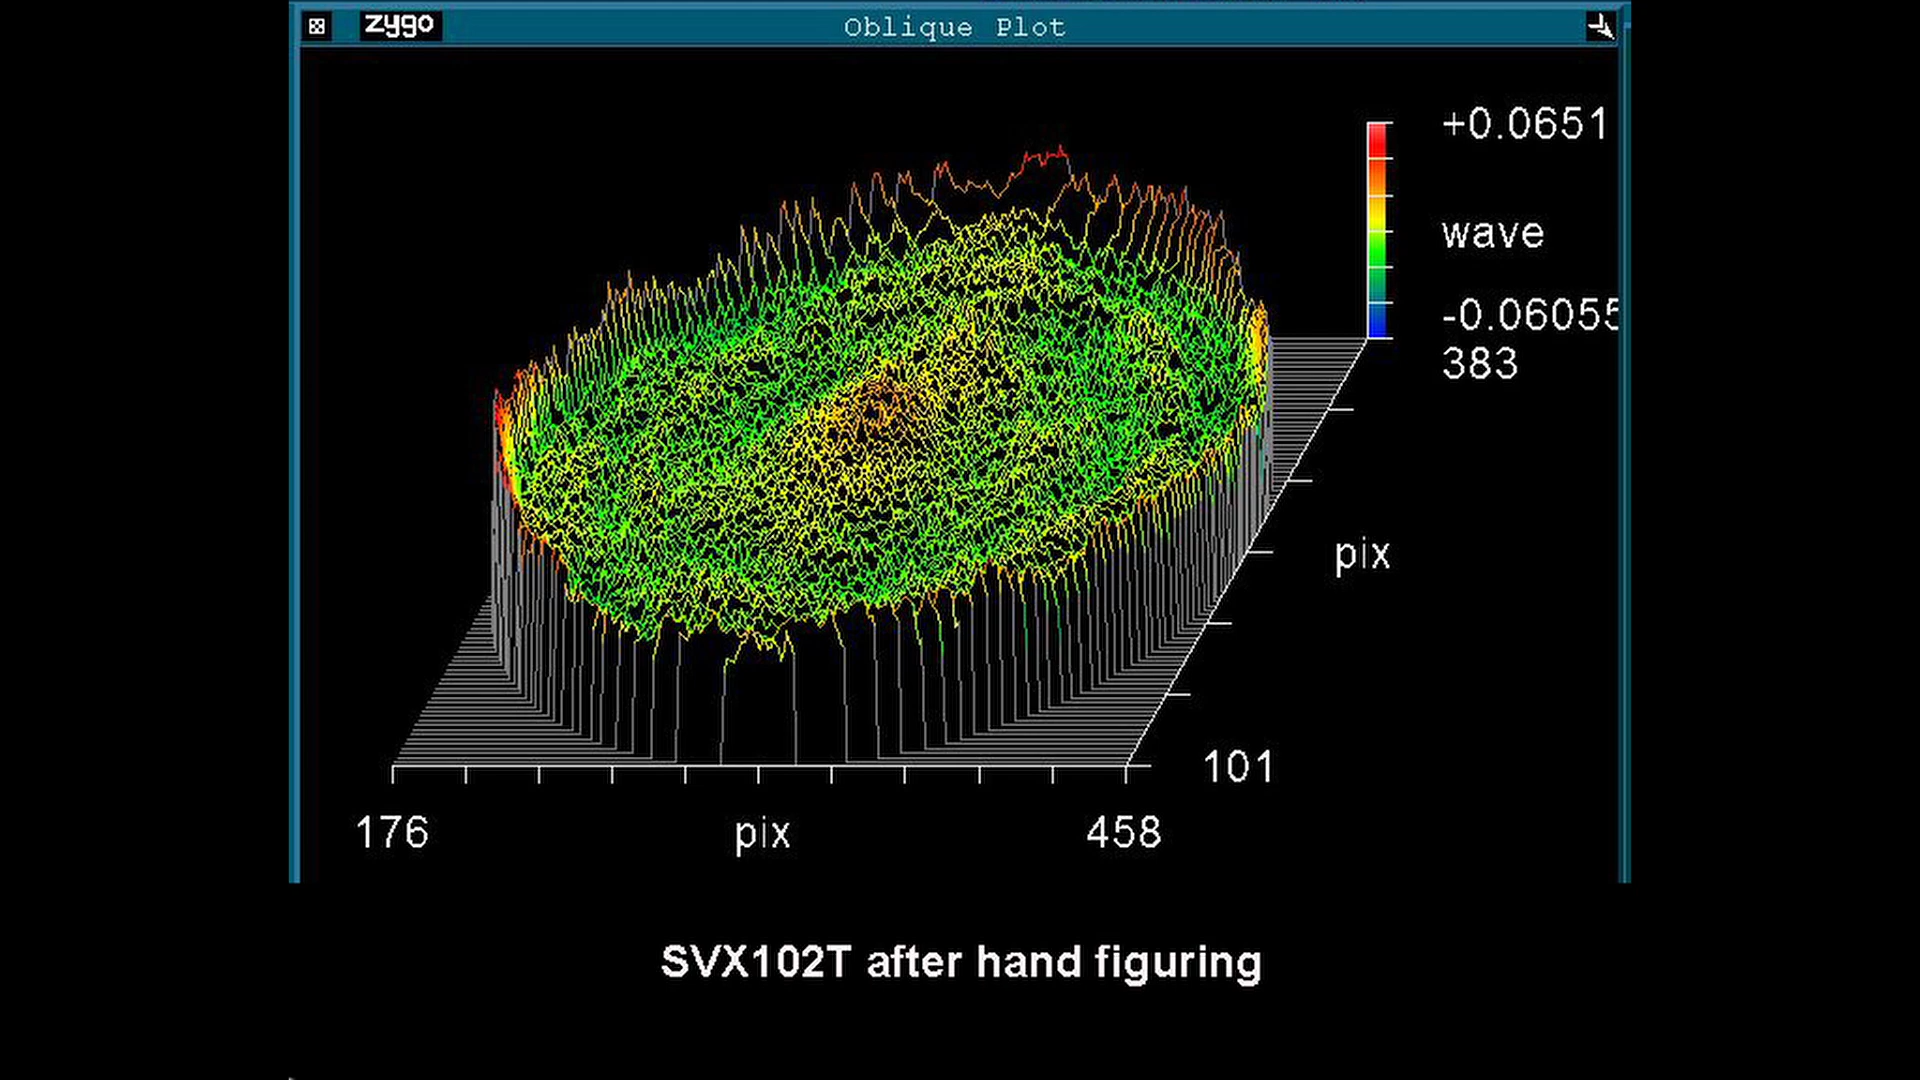 zygo
Oblique Plot
+0.0651
wave
-0.06055
383
pix
101
176
pix
458
SVX102T after hand figuring